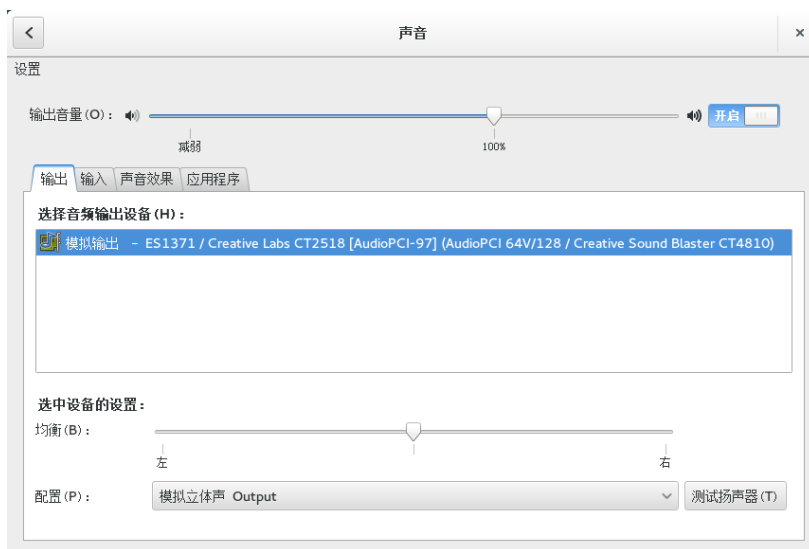 声音
设置
输出音量(O)： 开启
减弱 100%
输出 输入 声音效果 应用程序
选择音频输出设备(H)：
模拟输出 - ES1371 / Creative Labs CT2518 [AudioPCI-97] (AudioPCI 64V/128 / Creative Sound Blaster CT4810)
选中设备的设置：
均衡(B)：
左 右
配置(P)： 模拟立体声 Output 测试扬声器(T)